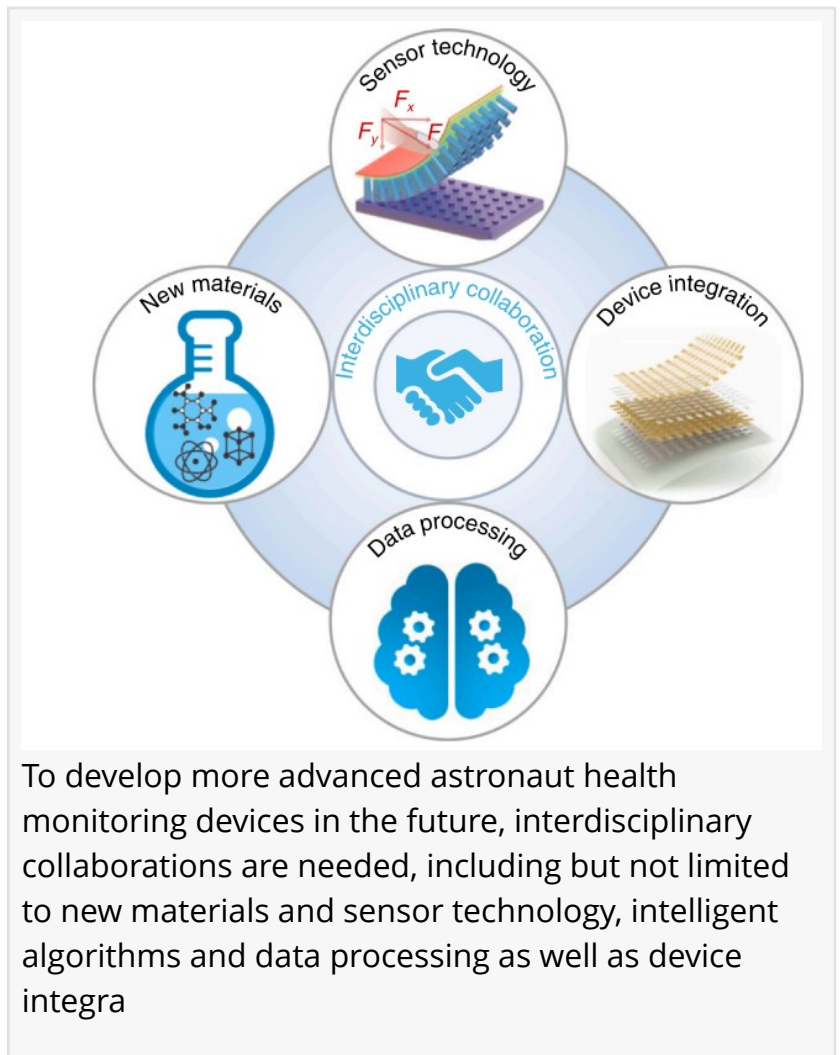 Sensor technology
Fx
Fy
F
New materials
Interdisciplinary collaboration
Device integration
Data processing
To develop more advanced astronaut health
monitoring devices in the future, interdisciplinary
collaborations are needed, including but not limited
to new materials and sensor technology, intelligent
algorithms and data processing as well as device
integra